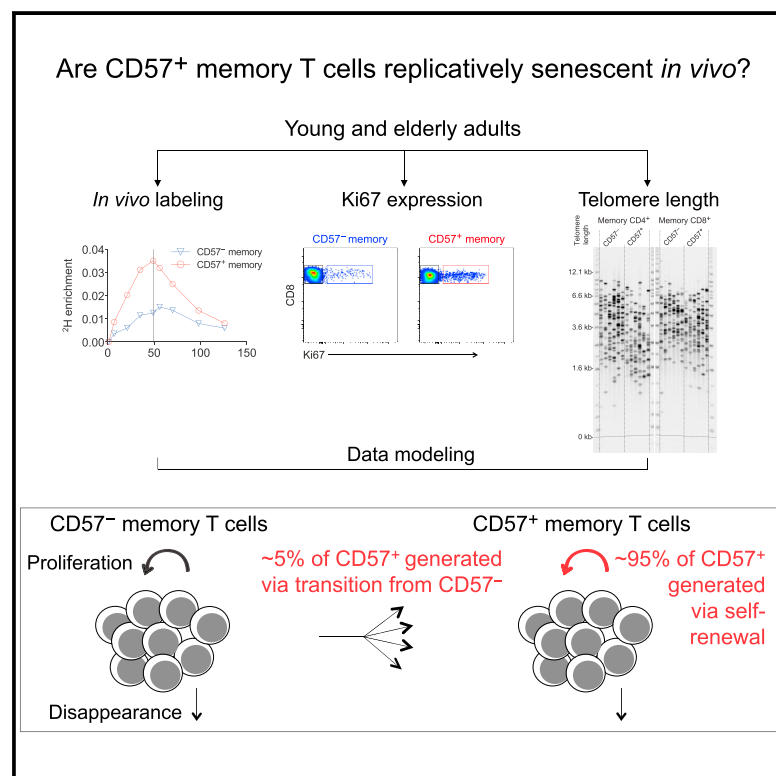 Are CD57⁺ memory T cells replicatively senescent in vivo?
Young and elderly adults
In vivo labeling
Ki67 expression
Telomere length
²H enrichment
0.04
0.03
0.02
0.01
0.00
0
50
100
150
CD57⁻ memory
CD57⁺ memory
CD57⁻ memory
CD57⁺ memory
CD8
Ki67
Telomere
length
Memory CD4⁺
Memory CD8⁺
CD57⁻
CD57⁺
CD57⁻
CD57⁺
12.1 kb
6.6 kb
3.6 kb
1.6 kb
0 kb
Data modeling
CD57⁻ memory T cells
CD57⁺ memory T cells
Proliferation
~5% of CD57⁺ generated
via transition from CD57⁻
~95% of CD57⁺
generated
via self-
renewal
Disappearance